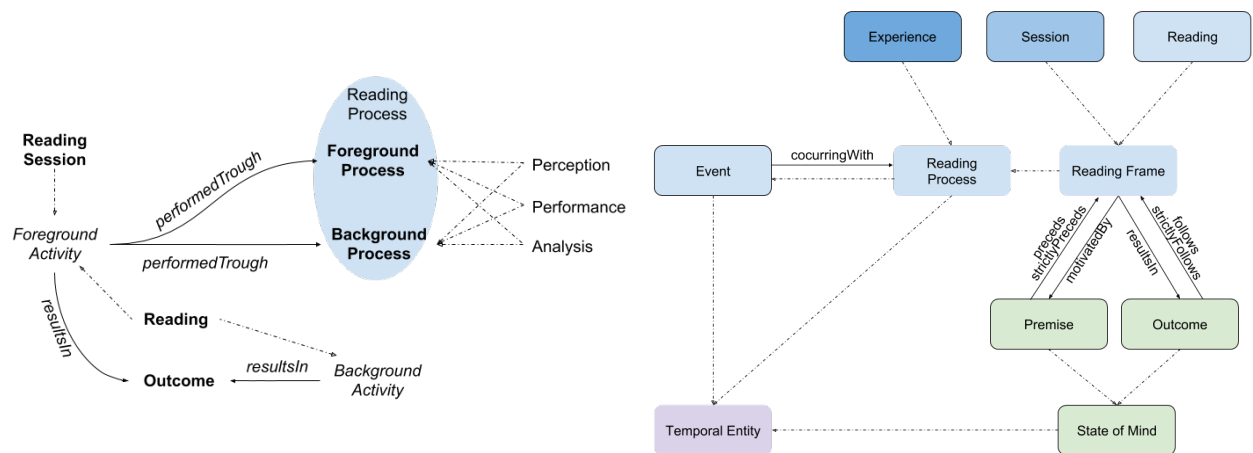 Reading
Process
Foreground
Process
Background
Process
Reading
Session
performedTrough
Perception
Performance
Analysis
Foreground
Activity
performedTrough
resultsIn
Reading
Outcome
resultsIn
Background
Activity
Experience
Session
Reading
Event
cocurringWith
Reading
Process
Reading Frame
preceds
strictlyPreceds
motivatedBy
resultsIn
follows
strictlyFollows
Premise
Outcome
Temporal Entity
State of Mind